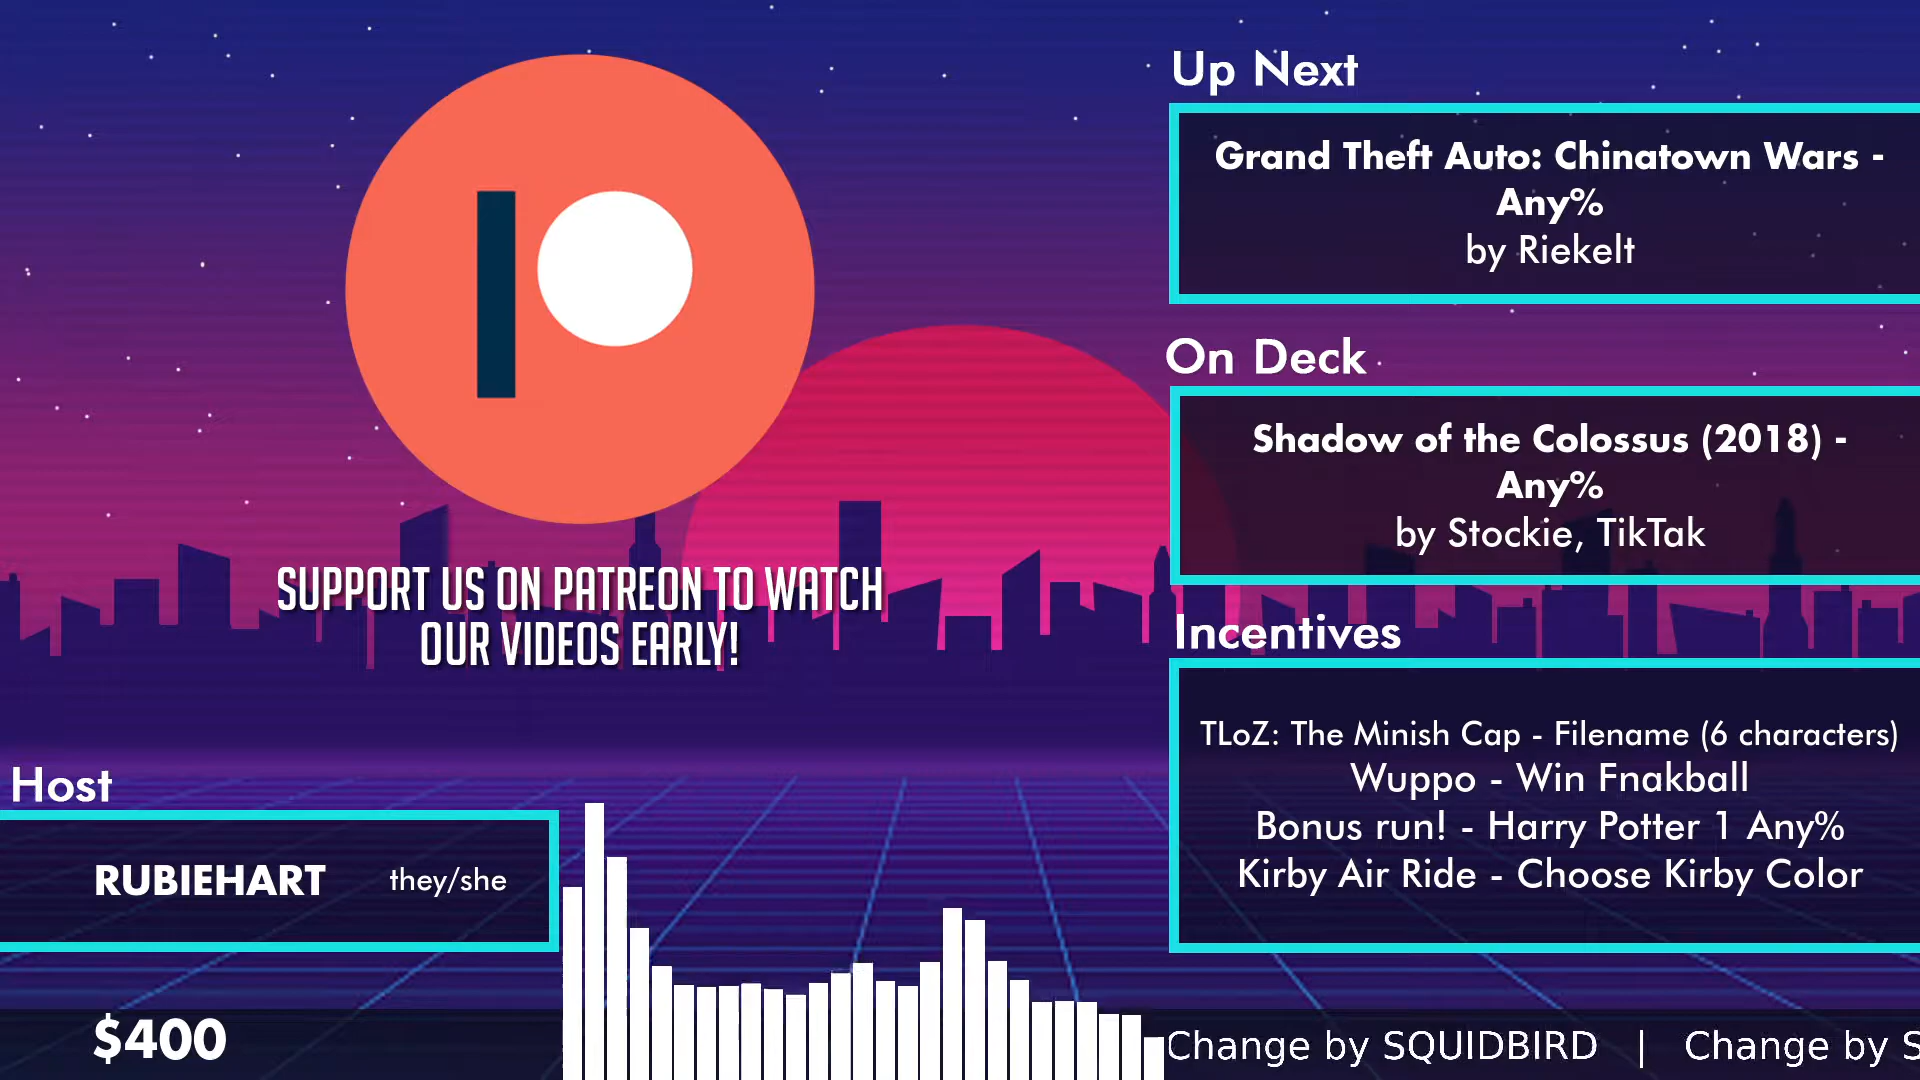 Up Next
Grand Theft Auto: Chinatown Wars -
Any%
by Riekelt
On Deck
Shadow of the Colossus (2018) -
Any%
by Stockie, TikTak
SUPPORT US ON PATREON TO WATCH
OUR VIDEOS EARLY!
Incentives
TLoZ: The Minish Cap - Filename (6 characters)
Wuppo - Win Fnakball
Bonus run! - Harry Potter 1 Any%
Kirby Air Ride - Choose Kirby Color
Host
RUBIEHART they/she
$400
Change by SQUIDBIRD | Change by S